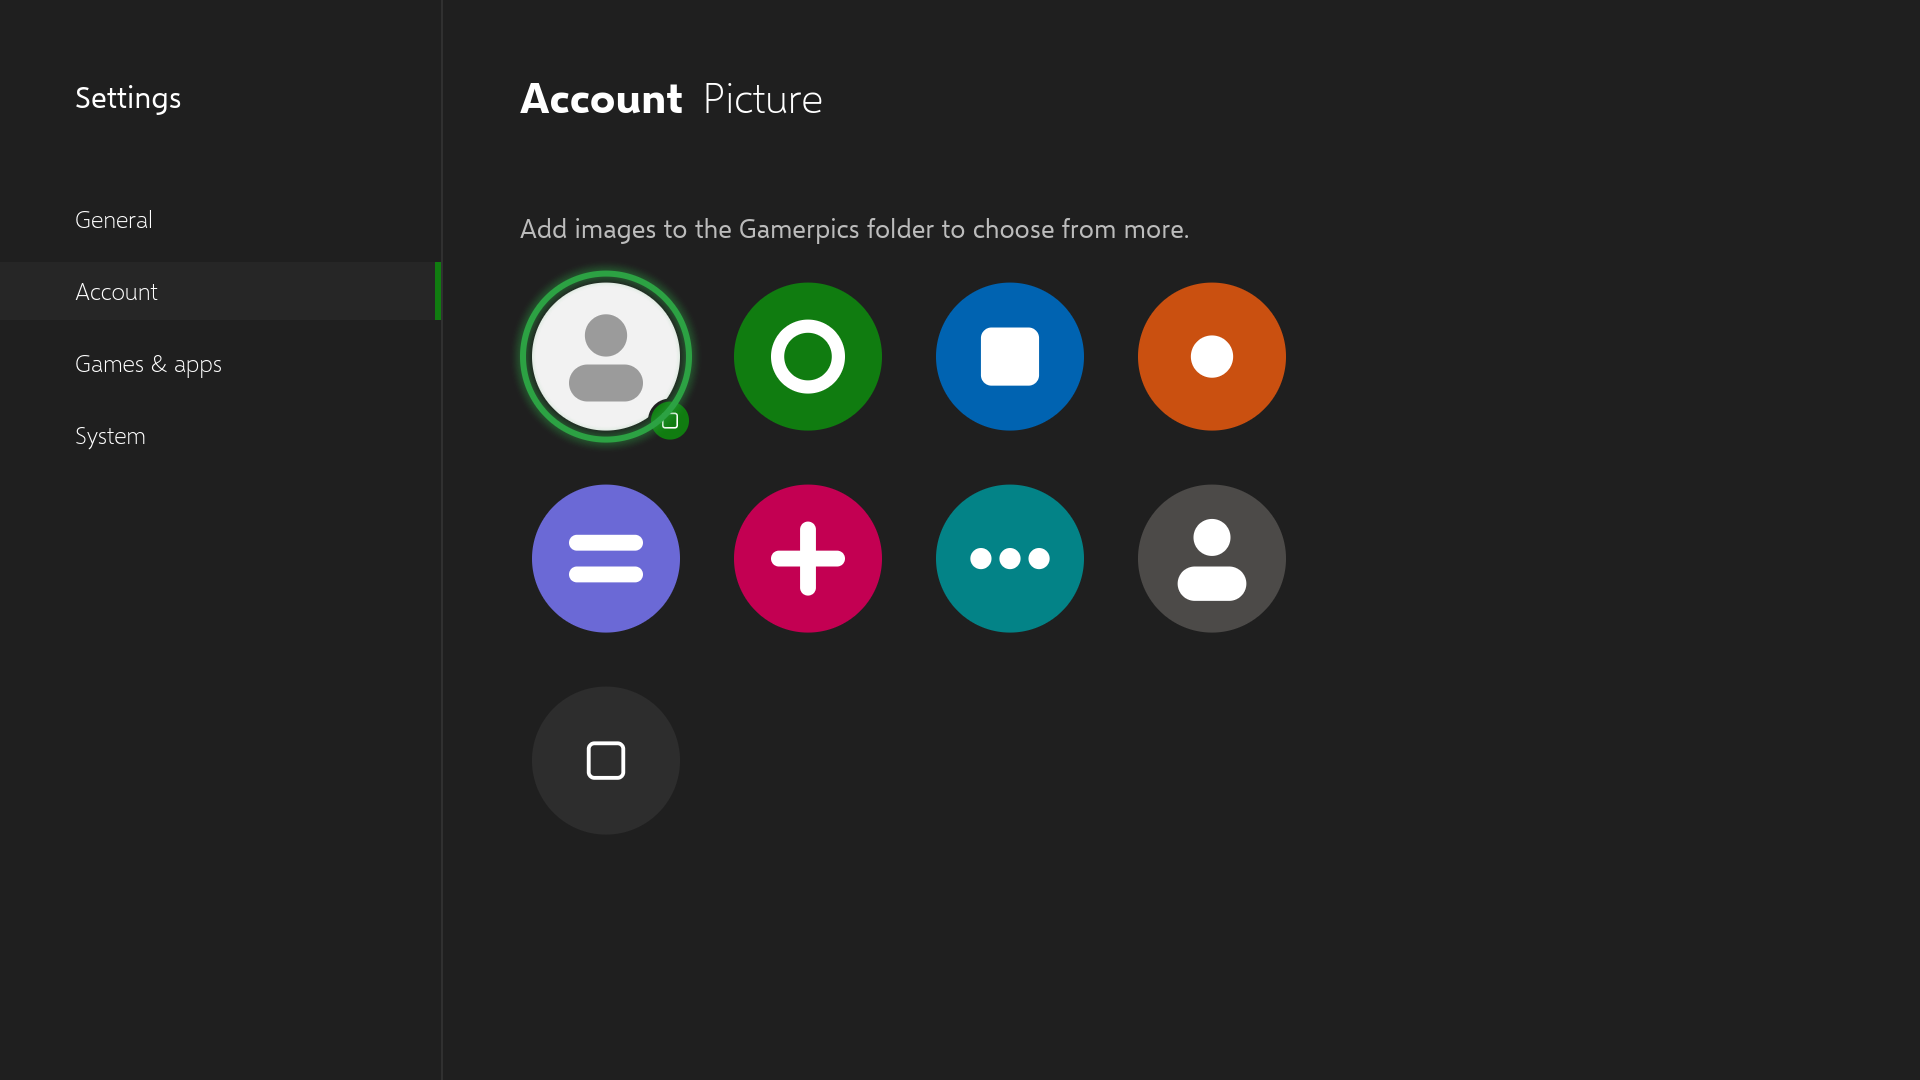 Settings
General
Account
Games & apps
System
Account Picture
Add images to the Gamerpics folder to choose from more.